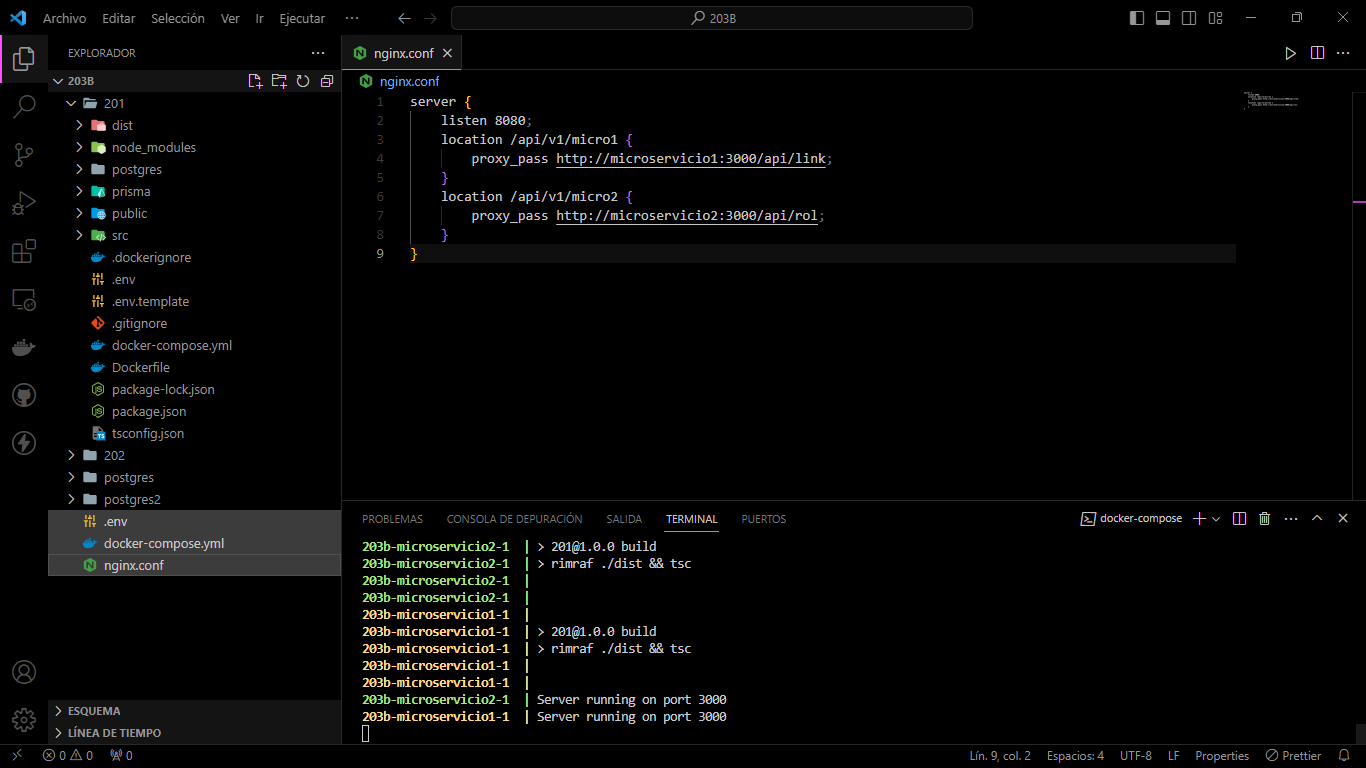 Archivo Editar Selección Ver Ir Ejecutar ··· 203B
EXPLORADOR ···
203B
201
dist
node_modules
postgres
prisma
public
src
.dockerignore
.env
.env.template
.gitignore
docker-compose.yml
Dockerfile
package-lock.json
package.json
tsconfig.json
202
postgres
postgres2
.env
docker-compose.yml
nginx.conf
ESQUEMA
LÍNEA DE TIEMPO
nginx.conf
nginx.conf
1 server {
2 listen 8080;
3 location /api/v1/micro1 {
4 proxy_pass http://microservicio1:3000/api/link;
5 }
6 location /api/v1/micro2 {
7 proxy_pass http://microservicio2:3000/api/rol;
8 }
9 }
PROBLEMAS CONSOLA DE DEPURACIÓN SALIDA TERMINAL PUERTOS docker-compose
203b-microservicio2-1 | > 201@1.0.0 build
203b-microservicio2-1 | > rimraf ./dist && tsc
203b-microservicio2-1 |
203b-microservicio2-1 |
203b-microservicio1-1 |
203b-microservicio1-1 | > 201@1.0.0 build
203b-microservicio1-1 | > rimraf ./dist && tsc
203b-microservicio1-1 |
203b-microservicio1-1 |
203b-microservicio2-1 | Server running on port 3000
203b-microservicio1-1 | Server running on port 3000
0 0 0 Lín. 9, col. 2 Espacios: 4 UTF-8 LF Properties Prettier